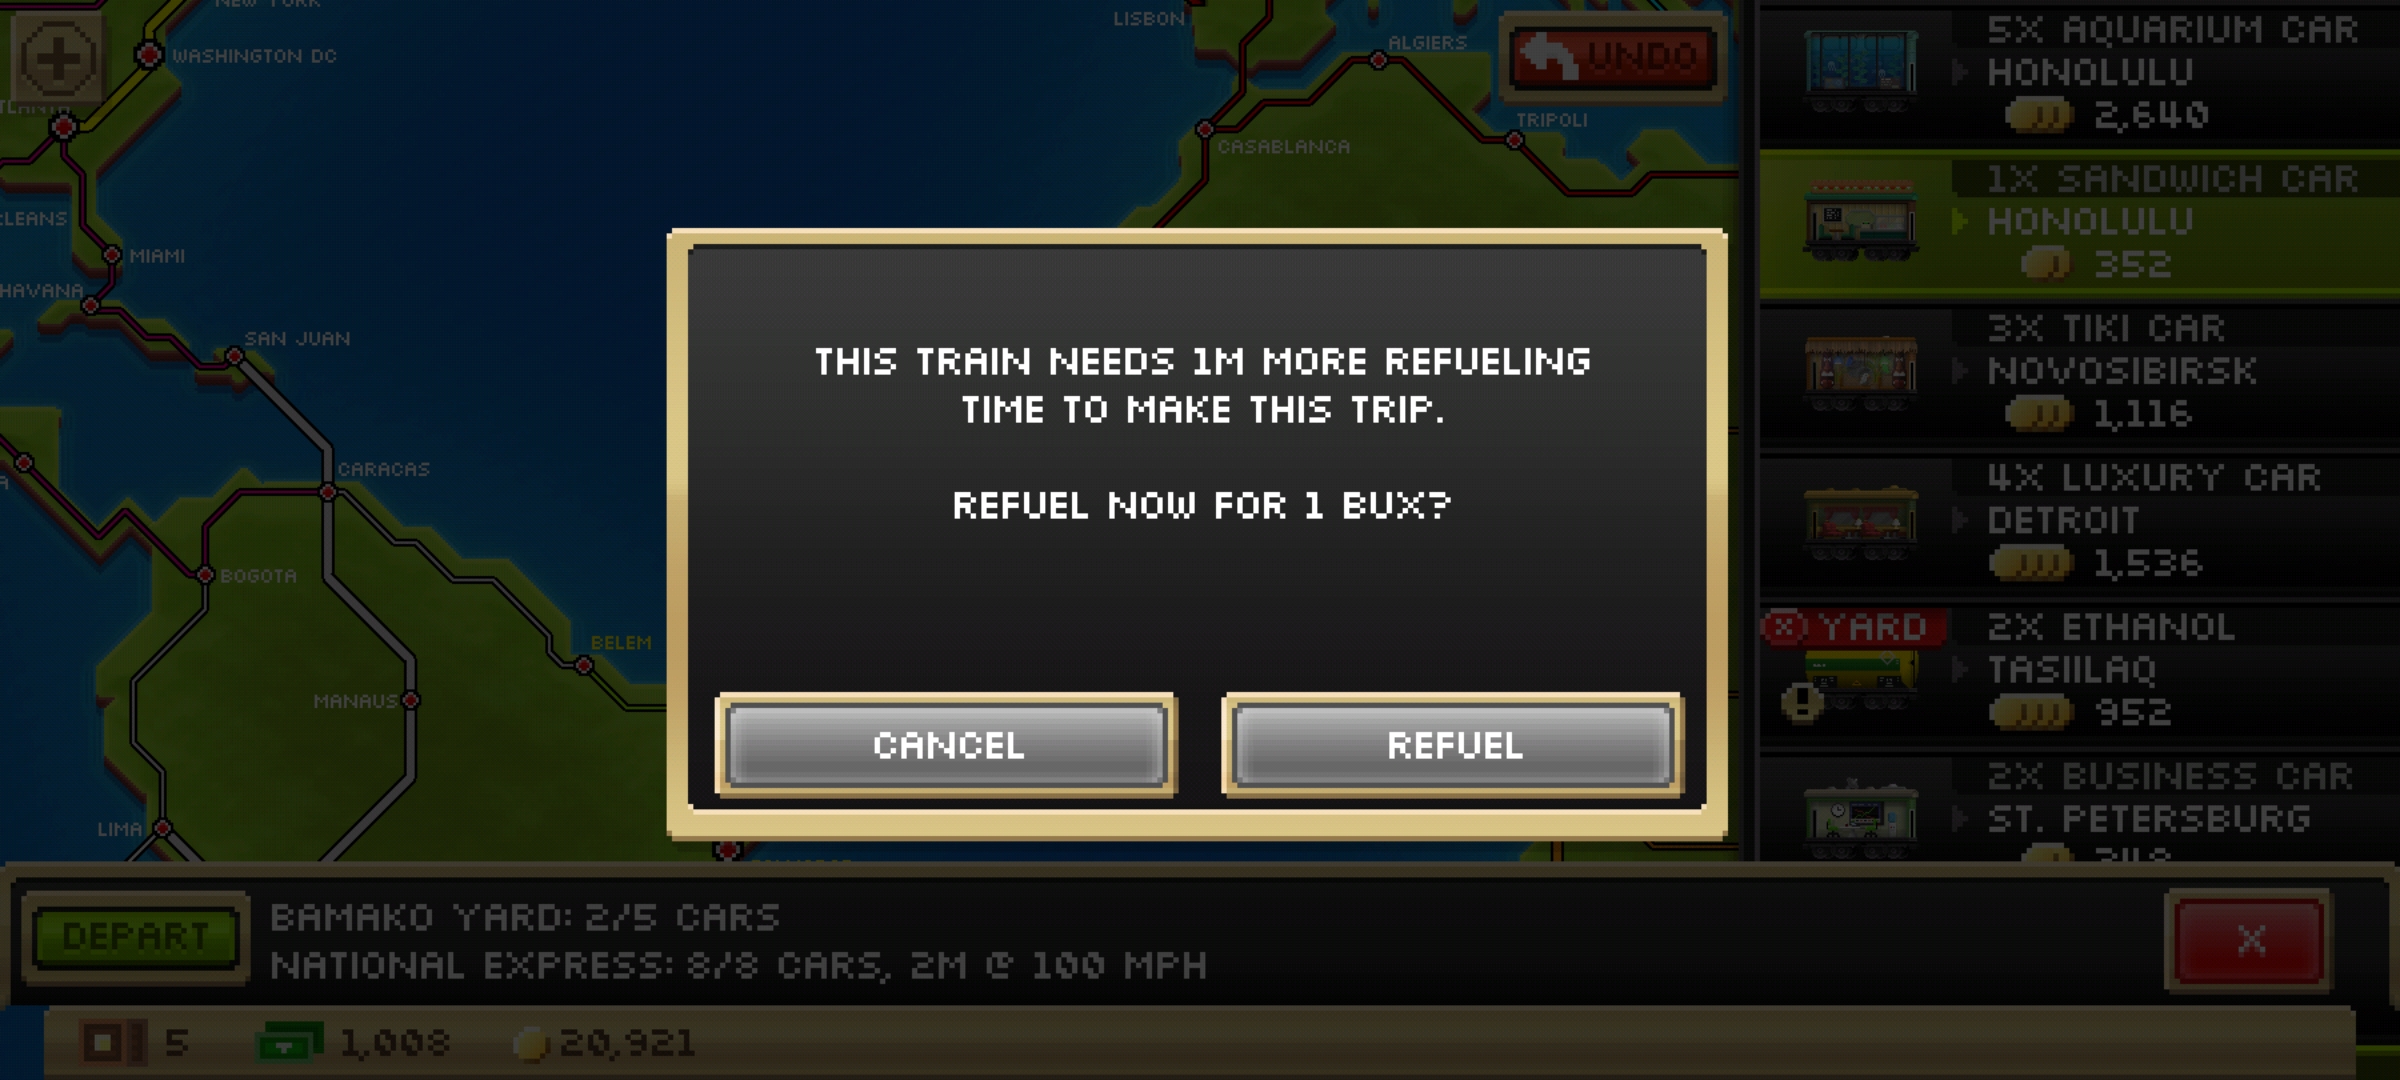 NEW YORK
WASHINGTON DC
MIAMI
HAVANA
SAN JUAN
CARACAS
BOGOTA
BELEM
MANAUS
LIMA
LISBON
ALGIERS
CASABLANCA
TRIPOLI
UNDO
THIS TRAIN NEEDS 1M MORE REFUELING
TIME TO MAKE THIS TRIP.
REFUEL NOW FOR 1 BUX?
CANCEL
REFUEL
5X AQUARIUM CAR
HONOLULU
2,640
1X SANDWICH CAR
HONOLULU
352
3X TIKI CAR
NOVOSIBIRSK
1,116
4X LUXURY CAR
DETROIT
1,536
X YARD
2X ETHANOL
TASIILAQ
952
2X BUSINESS CAR
ST. PETERSBURG
DEPART
BAMAKO YARD: 2/5 CARS
NATIONAL EXPRESS: 8/8 CARS, 2M @ 100 MPH
X
5
1,008
20,921